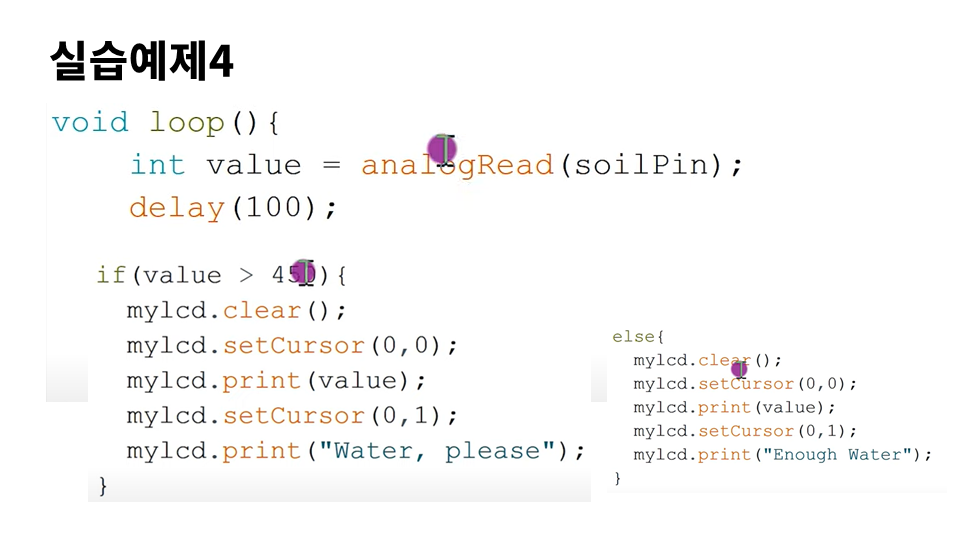 실습예제4
void loop(){
int value = analogRead(soilPin);
delay(100);
if(value > 450){
mylcd.clear();
mylcd.setCursor(0,0);
mylcd.print(value);
mylcd.setCursor(0,1);
mylcd.print("Water, please");
}
else{
mylcd.clear();
mylcd.setCursor(0,0);
mylcd.print(value);
mylcd.setCursor(0,1);
mylcd.print("Enough Water");
}